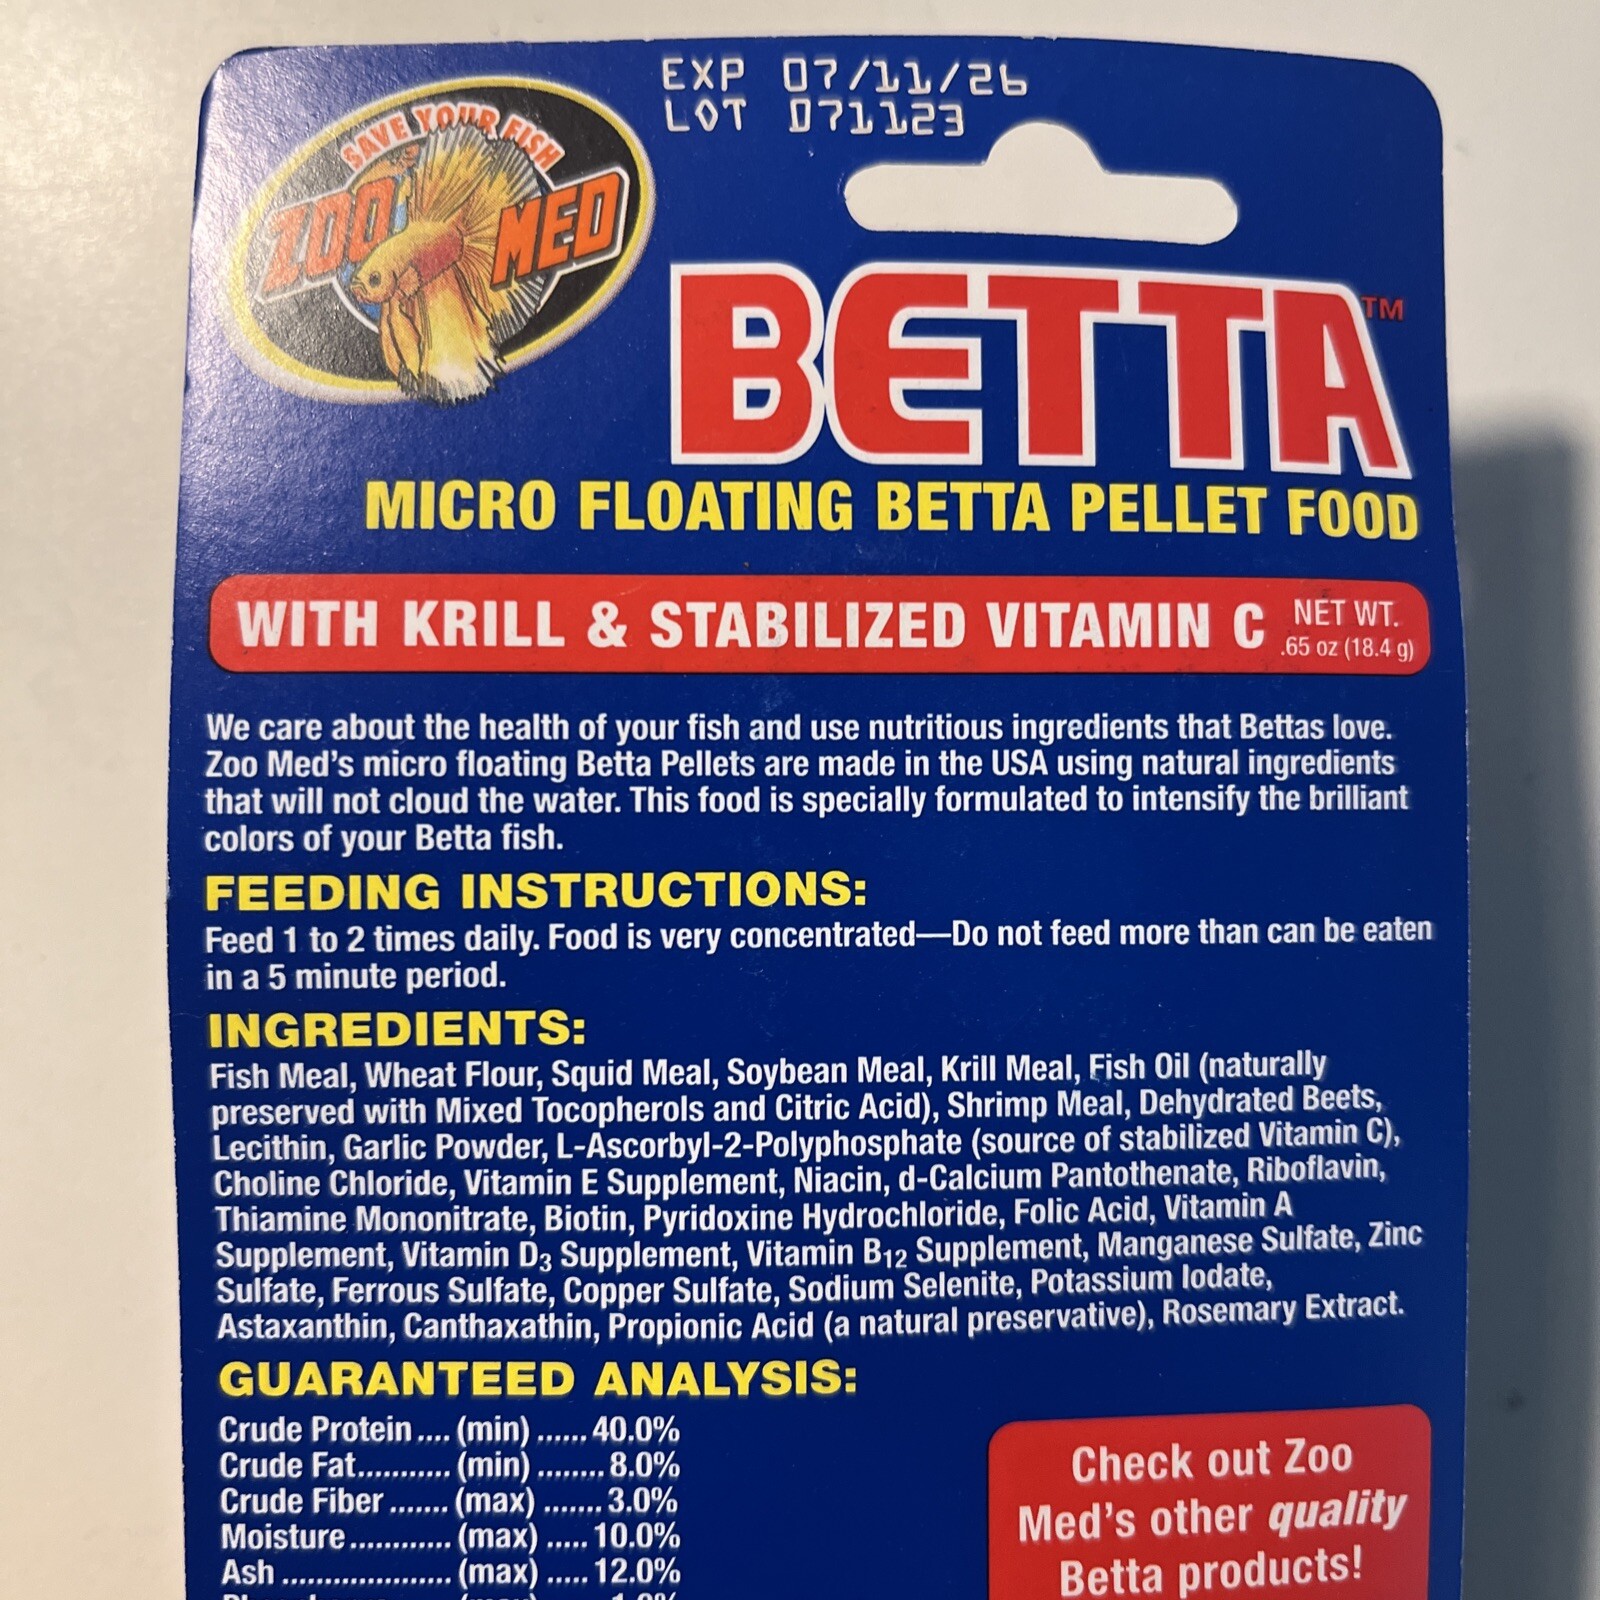 EXP 07/11/26
LOT D71123
SAVE YOUR FISH
ZOO MED
BETTA™
MICRO FLOATING BETTA PELLET FOOD
WITH KRILL & STABILIZED VITAMIN C
NET WT.
.65 oz (18.4 g)
We care about the health of your fish and use nutritious ingredients that Bettas love.
Zoo Med's micro floating Betta Pellets are made in the USA using natural ingredients
that will not cloud the water. This food is specially formulated to intensify the brilliant
colors of your Betta fish.
FEEDING INSTRUCTIONS:
Feed 1 to 2 times daily. Food is very concentrated—Do not feed more than can be eaten
in a 5 minute period.
INGREDIENTS:
Fish Meal, Wheat Flour, Squid Meal, Soybean Meal, Krill Meal, Fish Oil (naturally
preserved with Mixed Tocopherols and Citric Acid), Shrimp Meal, Dehydrated Beets,
Lecithin, Garlic Powder, L-Ascorbyl-2-Polyphosphate (source of stabilized Vitamin C),
Choline Chloride, Vitamin E Supplement, Niacin, d-Calcium Pantothenate, Riboflavin,
Thiamine Mononitrate, Biotin, Pyridoxine Hydrochloride, Folic Acid, Vitamin A
Supplement, Vitamin D3 Supplement, Vitamin B12 Supplement, Manganese Sulfate, Zinc
Sulfate, Ferrous Sulfate, Copper Sulfate, Sodium Selenite, Potassium Iodate,
Astaxanthin, Canthaxathin, Propionic Acid (a natural preservative), Rosemary Extract.
GUARANTEED ANALYSIS:
Crude Protein .... (min) ...... 40.0%
Crude Fat........... (min) ........ 8.0%
Crude Fiber ....... (max) ....... 3.0%
Moisture............ (max) ..... 10.0%
Ash .................... (max) ..... 12.0%
Check out Zoo
Med's other quality
Betta products!